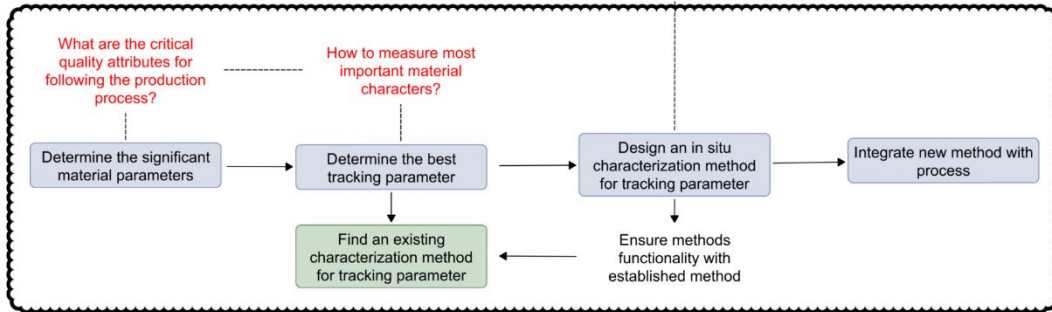 What are the critical
quality attributes for
following the production
process?
How to measure most
important material
characters?
Determine the significant
material parameters
Determine the best
tracking parameter
Design an in situ
characterization method
for tracking parameter
Integrate new method with
process
Find an existing
characterization method
for tracking parameter
Ensure methods
functionality with
established method